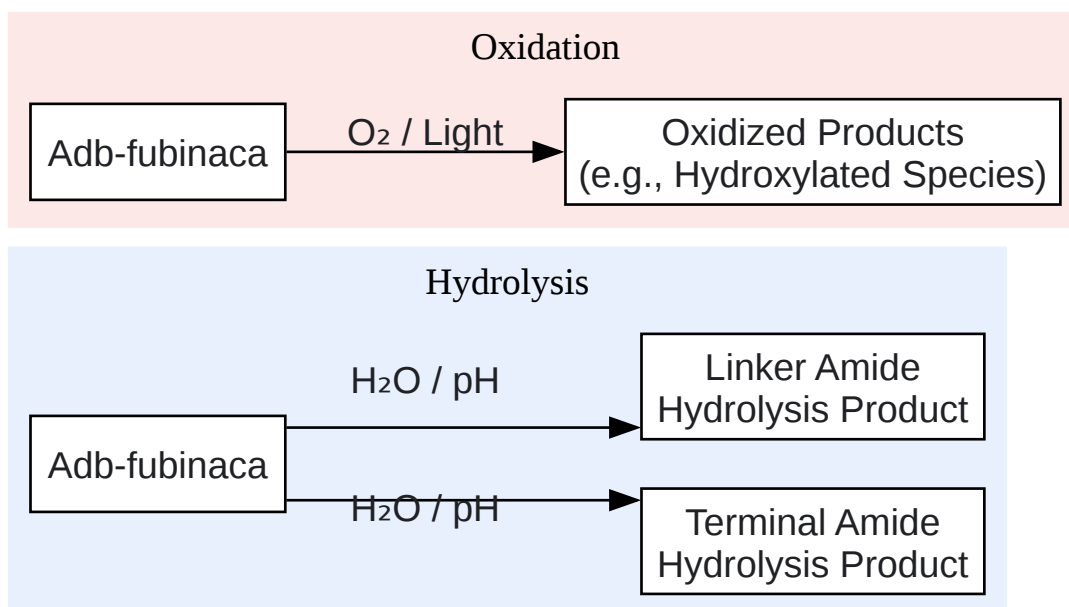 Oxidation
Adb-fubinaca
O₂ / Light
Oxidized Products
(e.g., Hydroxylated Species)
Hydrolysis
Adb-fubinaca
H₂O / pH
Linker Amide
Hydrolysis Product
H₂O / pH
Terminal Amide
Hydrolysis Product